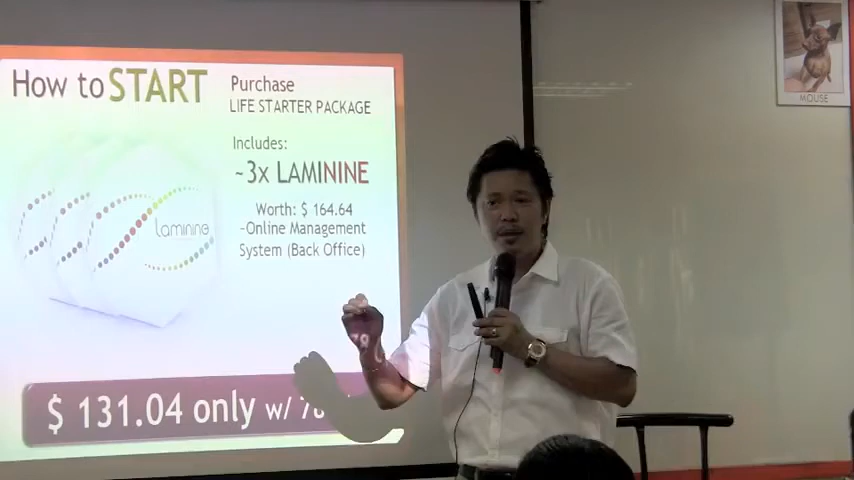 How to START
Purchase
LIFE STARTER PACKAGE
Includes:
~3x LAMININE
Worth: $ 164.64
-Online Management
System (Back Office)
Laminine
$ 131.04 only w/
MOUSE